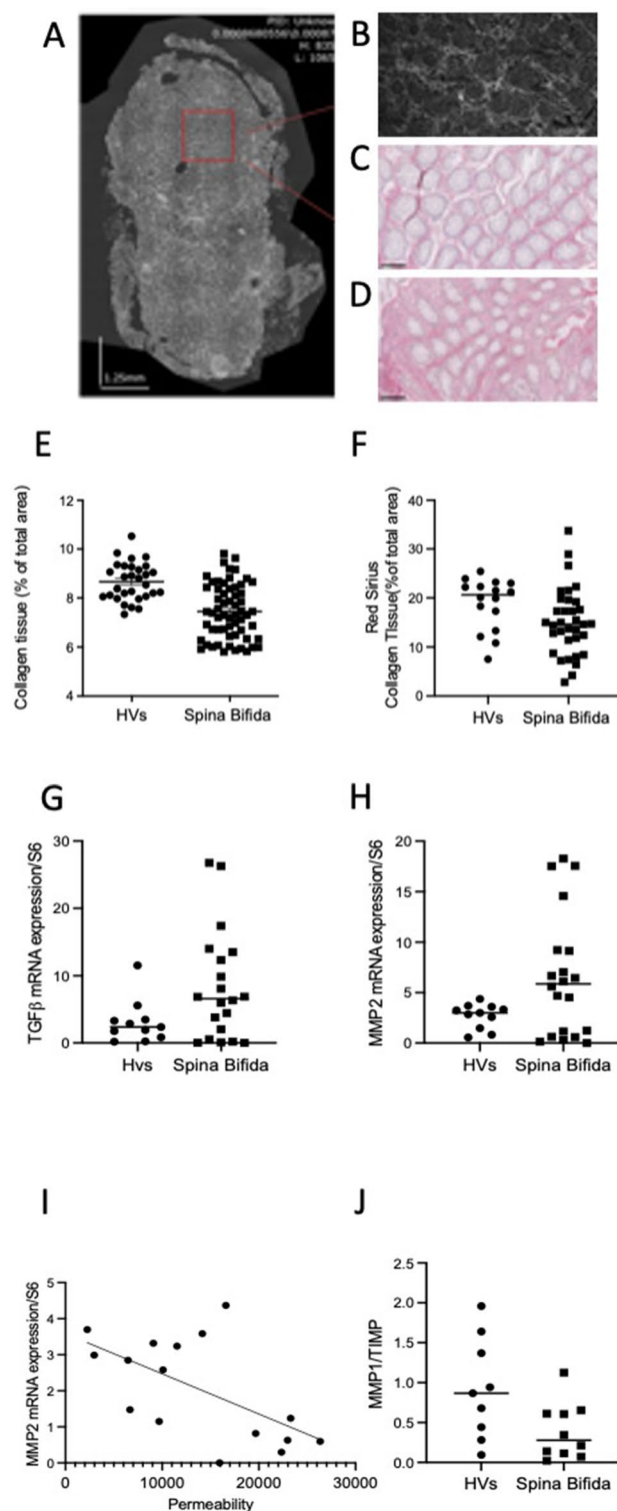 A
PID: Unknow
H: 835
B
C
D
1.25mm
E
F
Collagen tissue (% of total area)
12
10
8
6
4
HVs
Spina Bifida
Red Sirius
Collagen TIssue(%of total area)
40
30
20
10
0
HVs
Spina Bifida
G
H
TGFβ mRNA expression/S6
30
20
10
0
Hvs
Spina Bifida
MMP2 mRNA expression/S6
20
15
10
5
0
HVs
Spina Bifida
I
J
MMP2 mRNA expression/S6
5
4
3
2
1
0
0
10000
20000
30000
Permeability
MMP1/TIMP
2.5
2.0
1.5
1.0
0.5
0.0
HVs
Spina Bifida